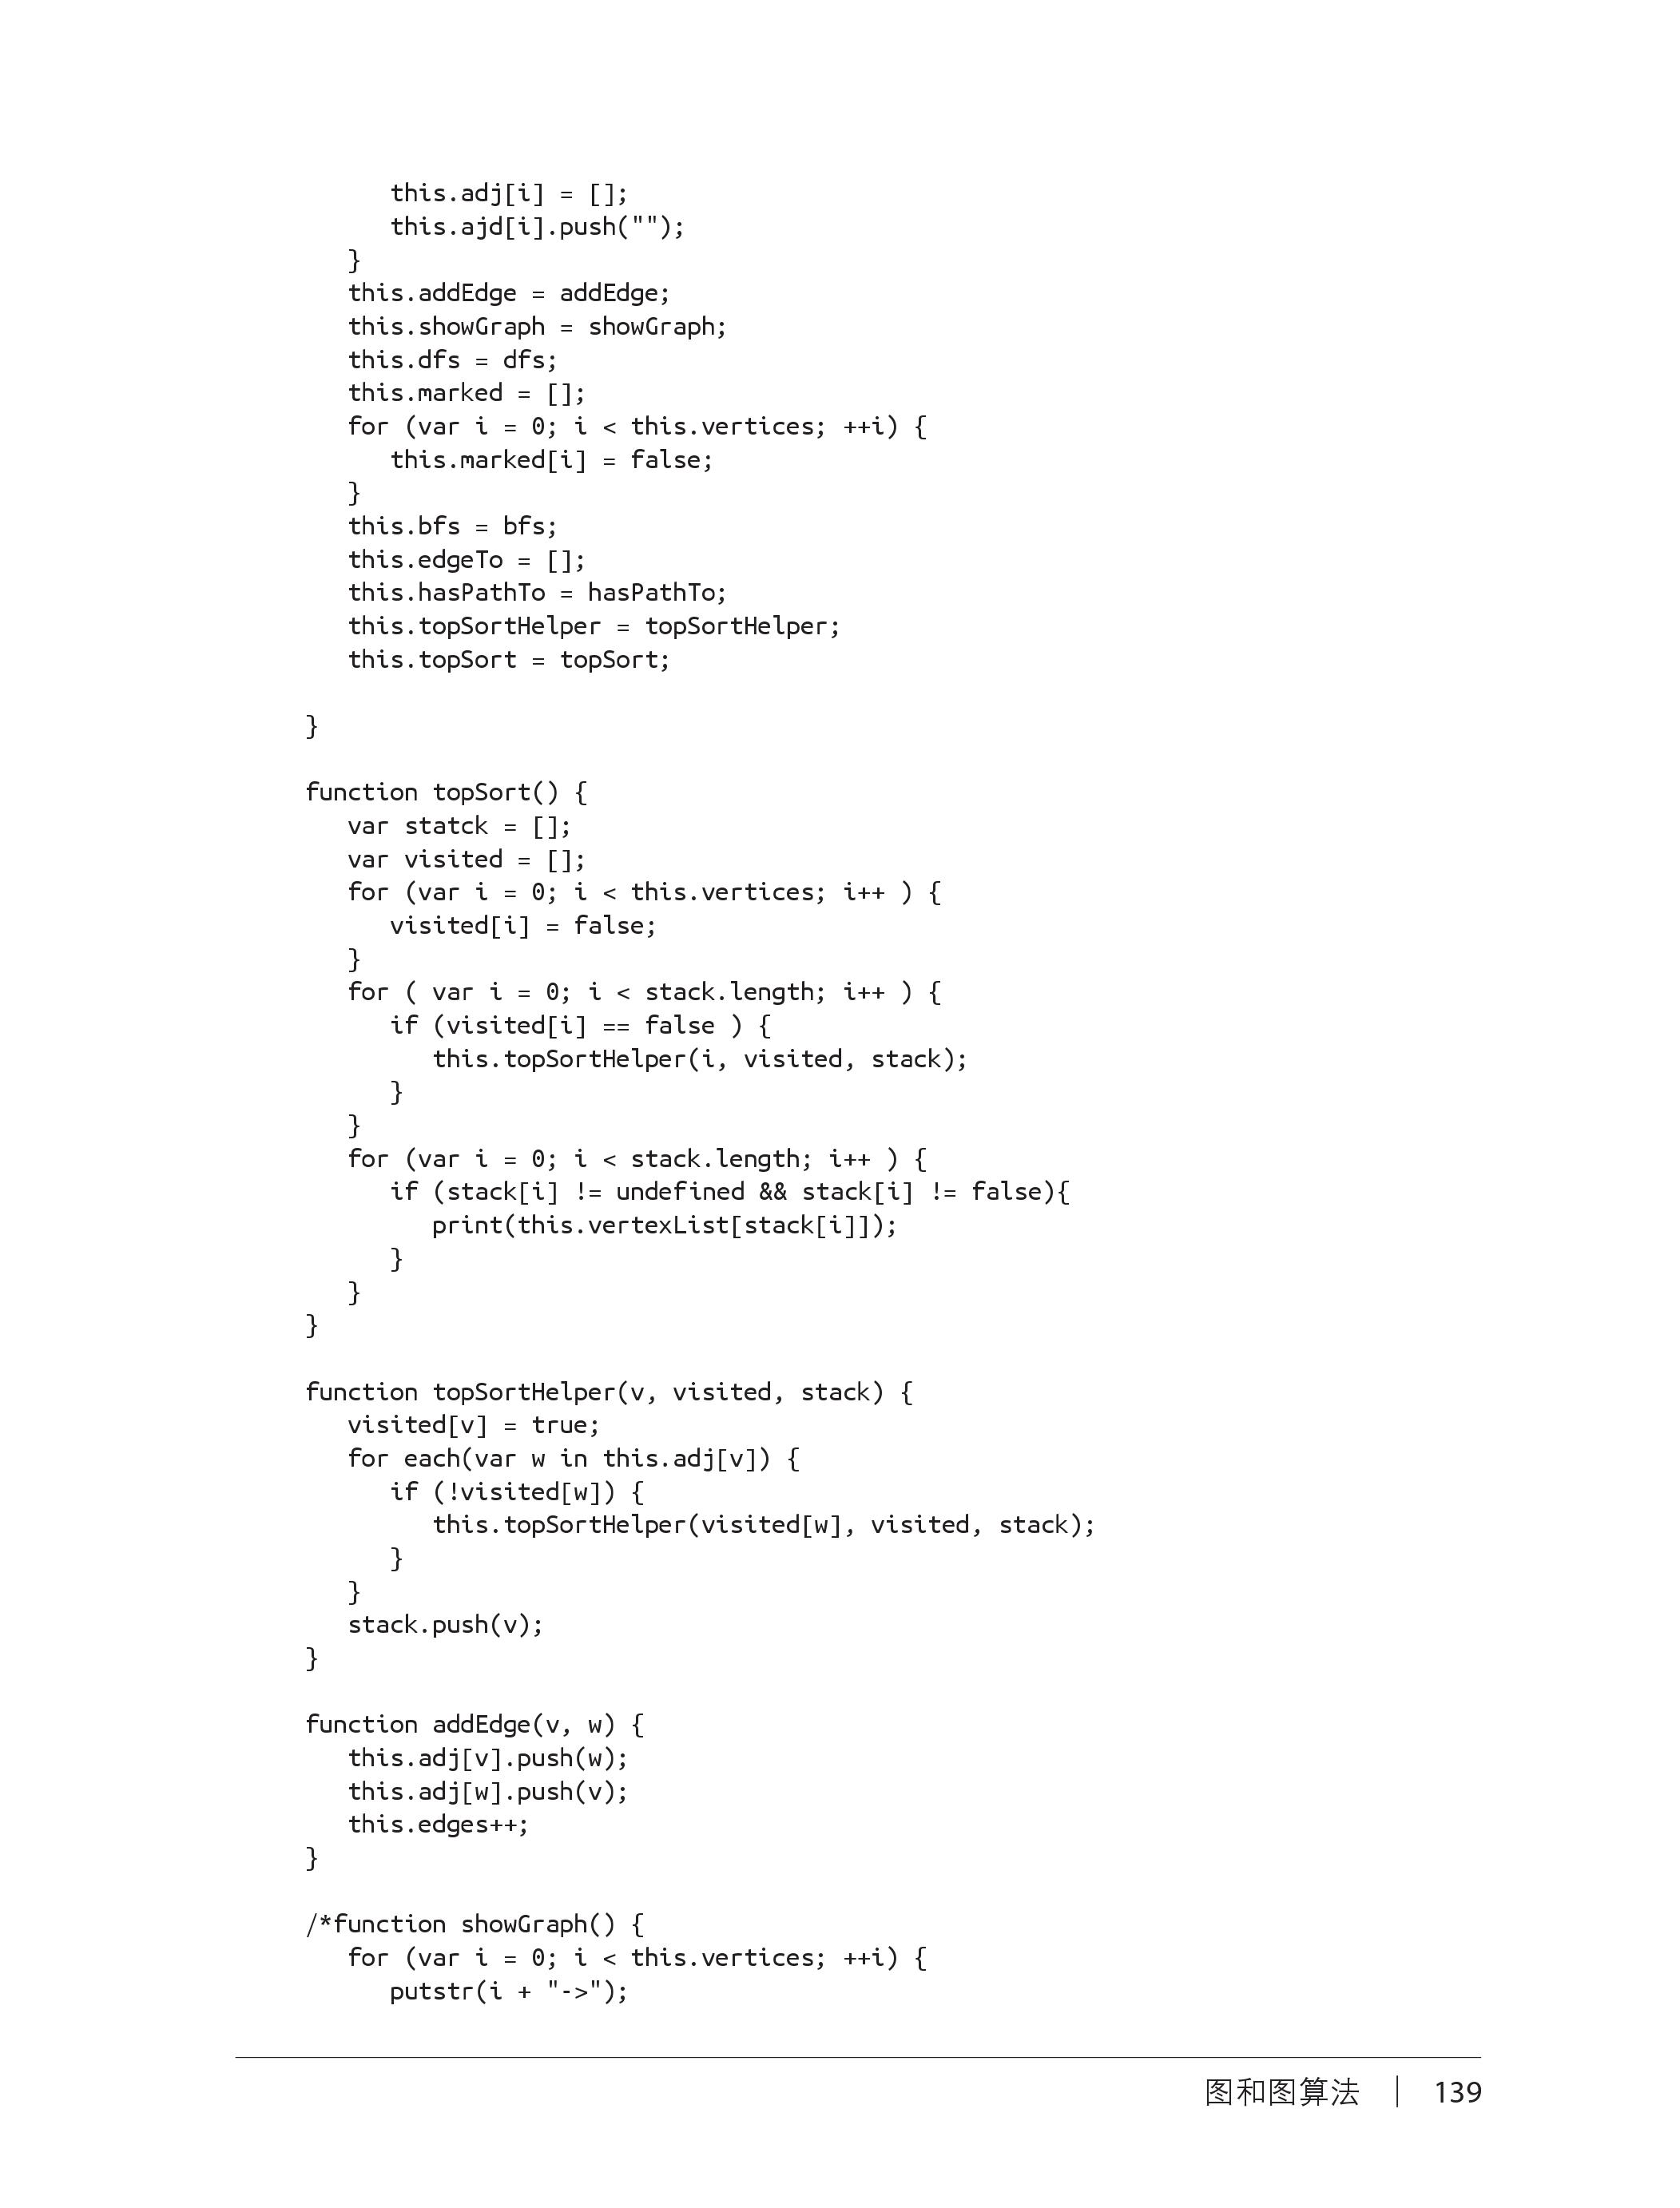 this.adj[i] = [];
      this.ajd[i].push("");
   }
   this.addEdge = addEdge;
   this.showGraph = showGraph;
   this.dfs = dfs;
   this.marked = [];
   for (var i = 0; i < this.vertices; ++i) {
      this.marked[i] = false;
   }
   this.bfs = bfs;
   this.edgeTo = [];
   this.hasPathTo = hasPathTo;
   this.topSortHelper = topSortHelper;
   this.topSort = topSort;

}

function topSort() {
   var statck = [];
   var visited = [];
   for (var i = 0; i < this.vertices; i++ ) {
      visited[i] = false;
   }
   for ( var i = 0; i < stack.length; i++ ) {
      if (visited[i] == false ) {
         this.topSortHelper(i, visited, stack);
      }
   }
   for (var i = 0; i < stack.length; i++ ) {
      if (stack[i] != undefined && stack[i] != false){
         print(this.vertexList[stack[i]]);
      }
   }
}

function topSortHelper(v, visited, stack) {
   visited[v] = true;
   for each(var w in this.adj[v]) {
      if (!visited[w]) {
         this.topSortHelper(visited[w], visited, stack);
      }
   }
   stack.push(v);
}

function addEdge(v, w) {
   this.adj[v].push(w);
   this.adj[w].push(v);
   this.edges++;
}

/*function showGraph() {
   for (var i = 0; i < this.vertices; ++i) {
      putstr(i + "->");
图和图算法 | 139